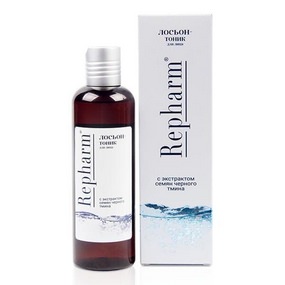 Repharm®
ЛОСЬОН-
ТОНИК
для лица
с экстрактом
семян черного
тмина
ЛОСЬОН-
ТОНИК
для лица
Repharm®
с экстрактом
семян черного
тмина